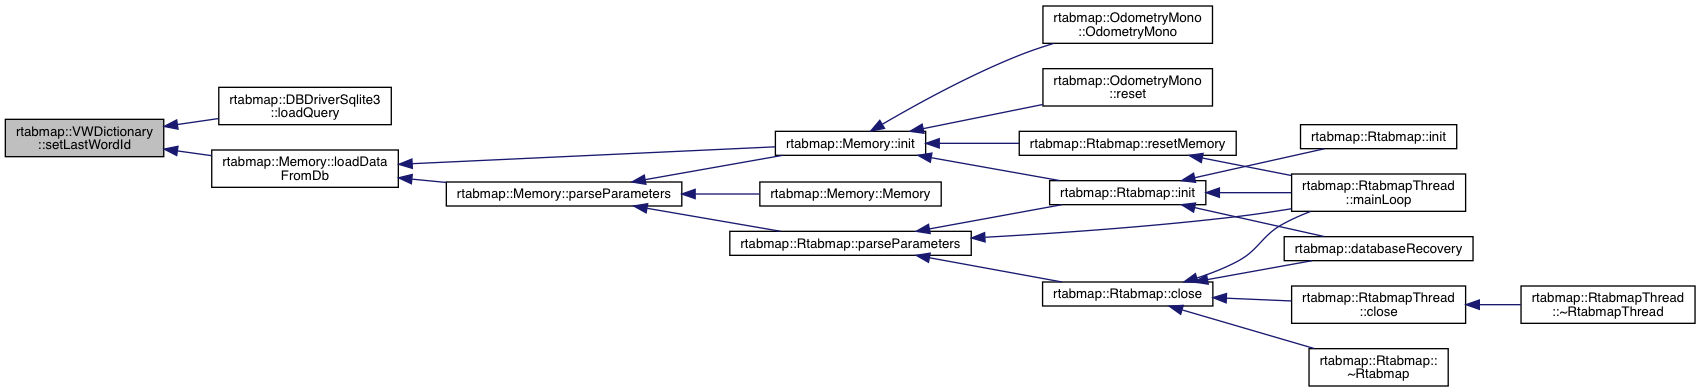 rtabmap::VWDictionary
::setLastWordId
rtabmap::DBDriverSqlite3
::loadQuery
rtabmap::Memory::loadData
FromDb
rtabmap::Memory::init
rtabmap::OdometryMono
::OdometryMono
rtabmap::OdometryMono
::reset
rtabmap::Rtabmap::resetMemory
rtabmap::RtabmapThread
::mainLoop
rtabmap::Rtabmap::init
rtabmap::Rtabmap::init
rtabmap::databaseRecovery
rtabmap::Memory::parseParameters
rtabmap::Memory::Memory
rtabmap::Rtabmap::parseParameters
rtabmap::Rtabmap::close
rtabmap::RtabmapThread
::close
rtabmap::RtabmapThread
::~RtabmapThread
rtabmap::Rtabmap::
~Rtabmap